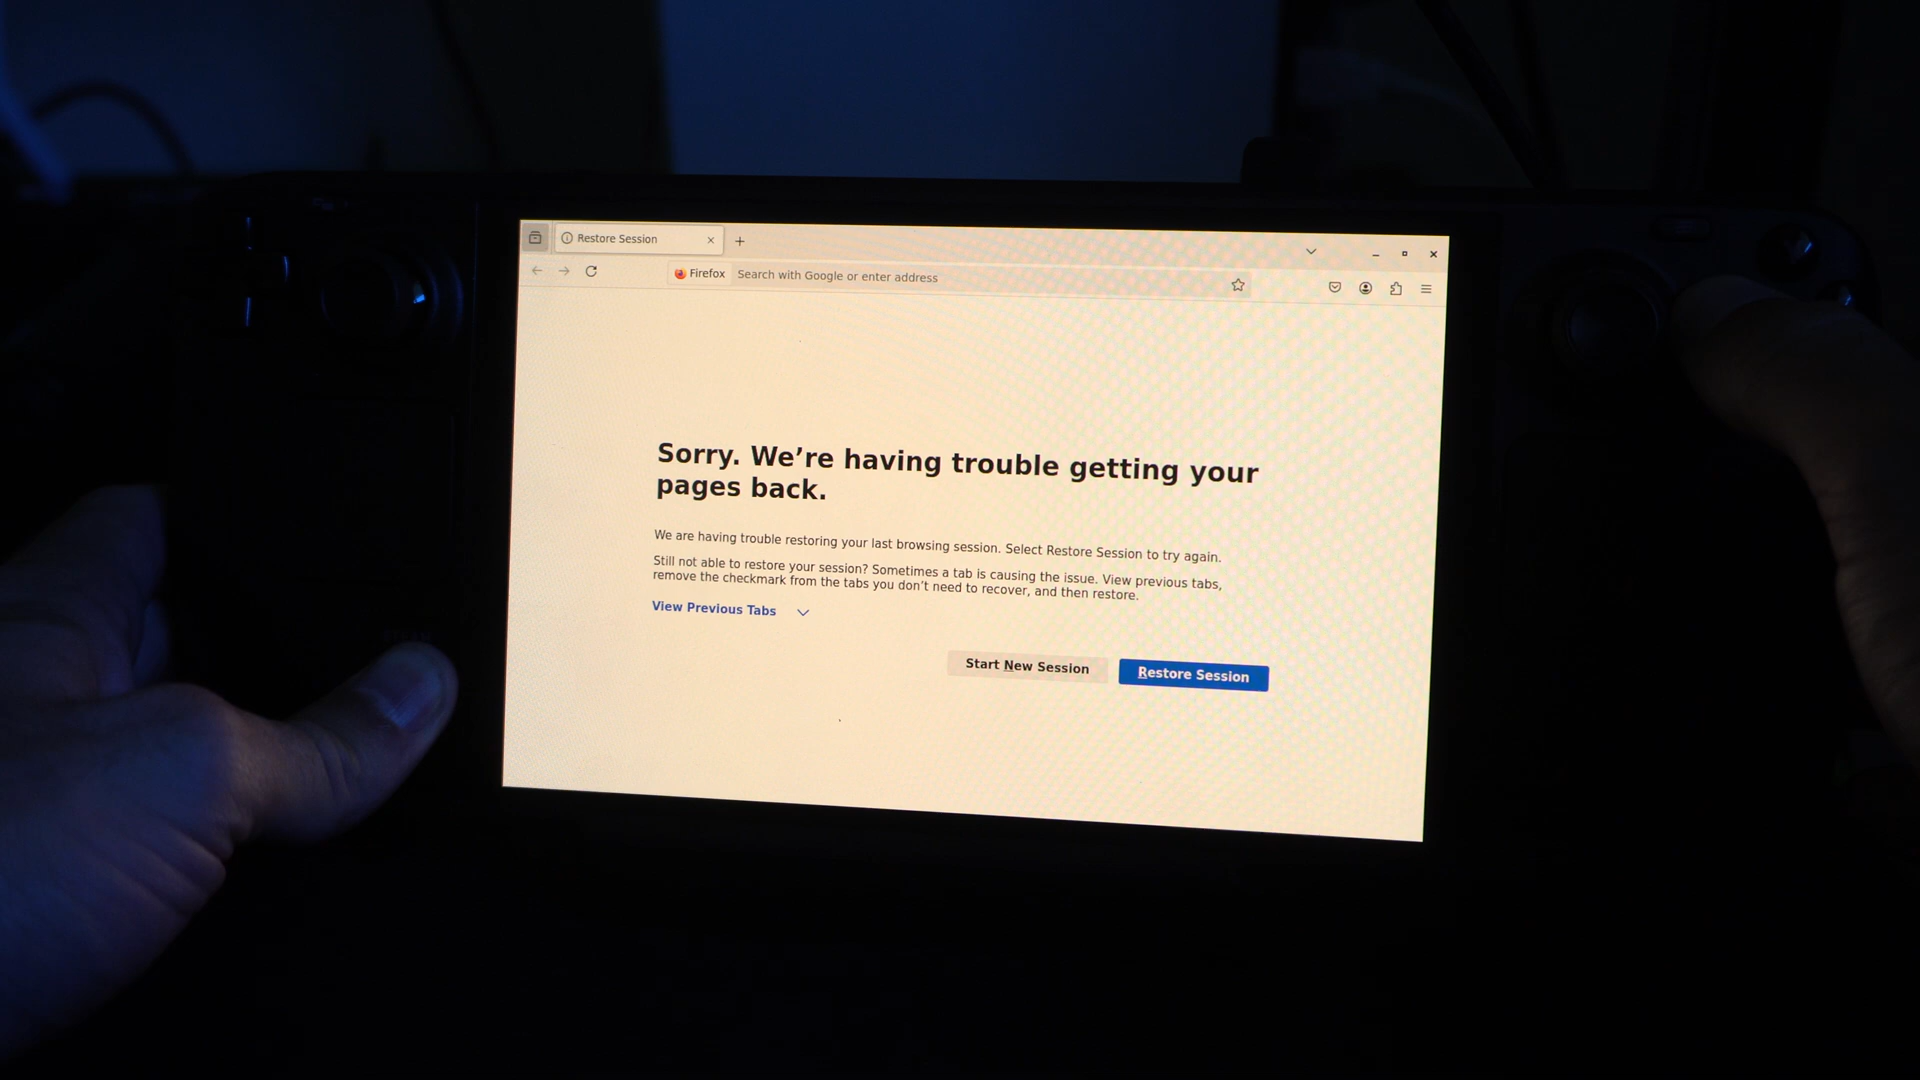 Restore Session
Firefox Search with Google or enter address
Sorry. We’re having trouble getting your
pages back.
We are having trouble restoring your last browsing session. Select Restore Session to try again.
Still not able to restore your session? Sometimes a tab is causing the issue. View previous tabs,
remove the checkmark from the tabs you don’t need to recover, and then restore.
View Previous Tabs
Start New Session Restore Session